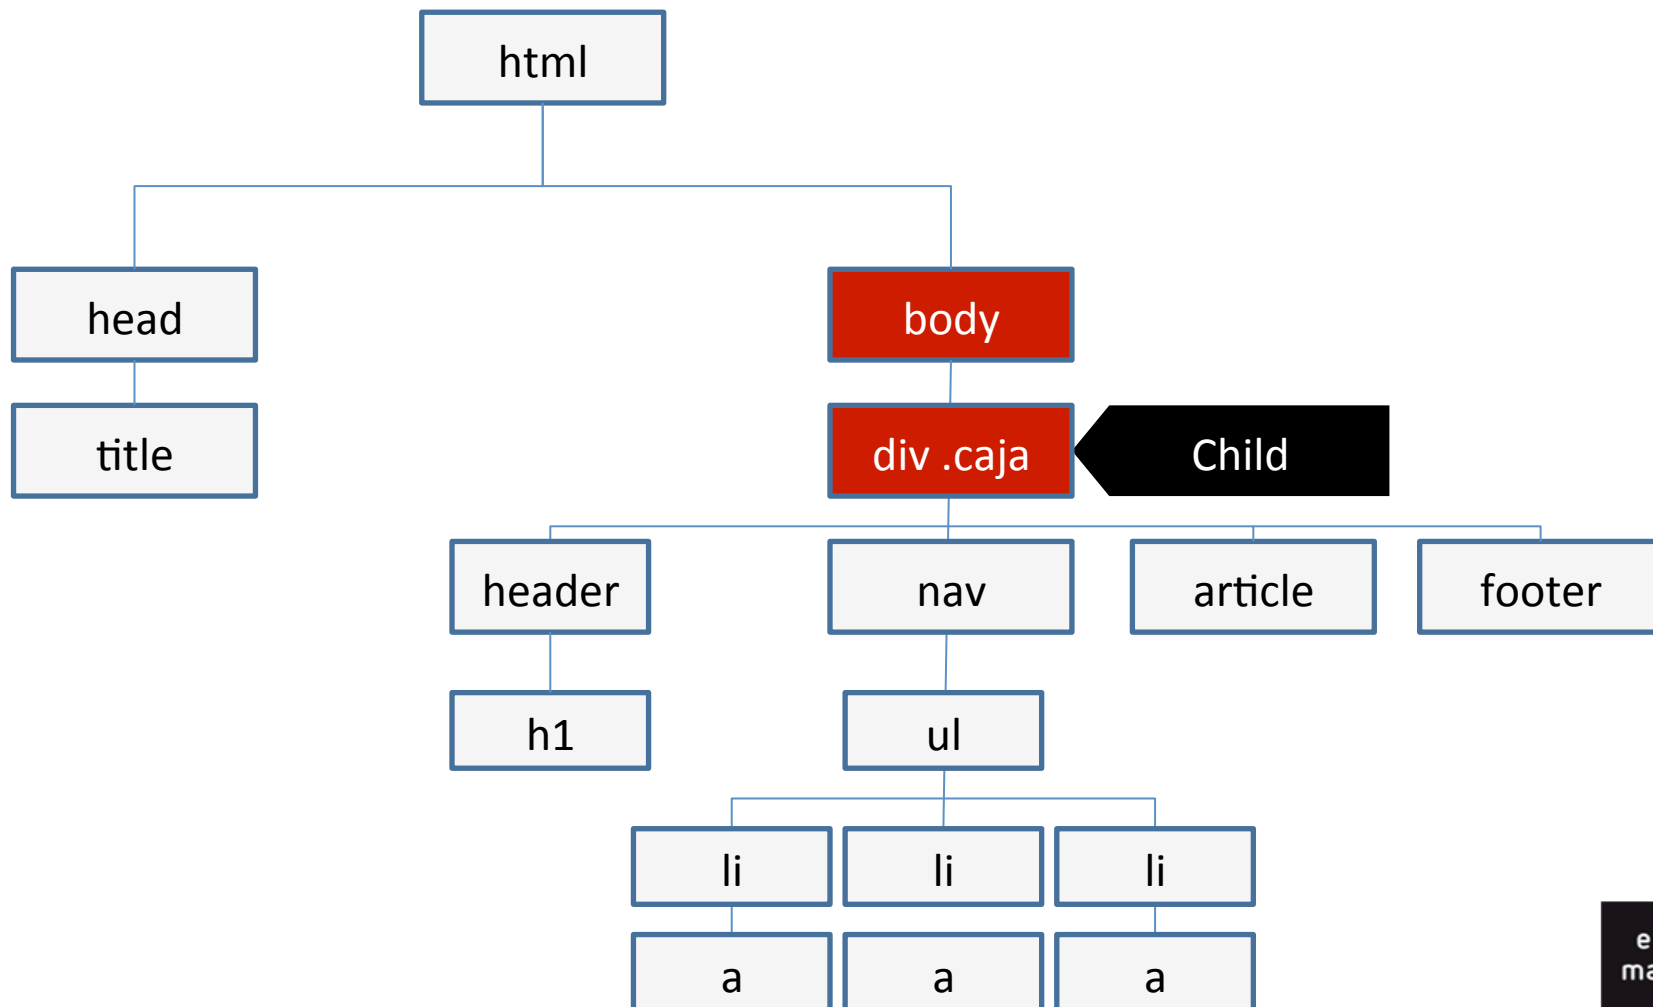 html
head
body
title
div .caja
Child
header
nav
article
footer
h1
ul
li
li
li
a
a
a